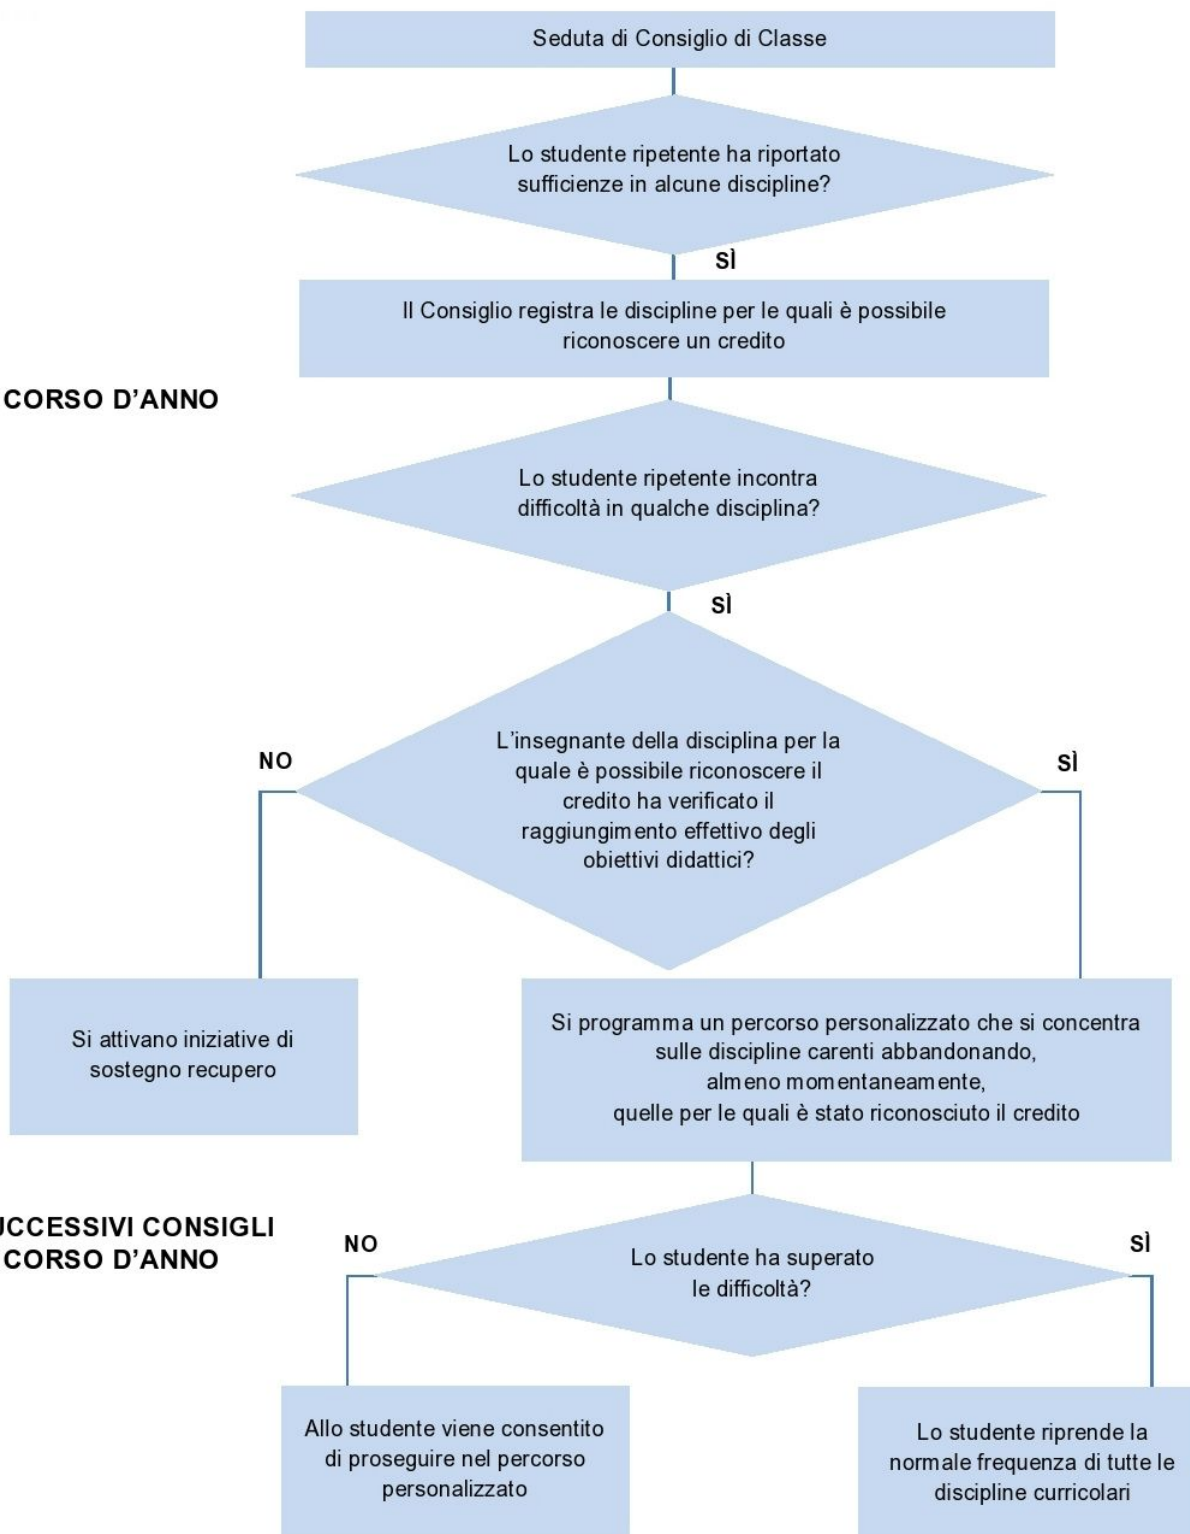 Seduta di Consiglio di Classe
Lo studente ripetente ha riportato
sufficienze in alcune discipline?
SÌ
Il Consiglio registra le discipline per le quali è possibile
riconoscere un credito
CORSO D’ANNO
Lo studente ripetente incontra
difficoltà in qualche disciplina?
SÌ
L’insegnante della disciplina per la
quale è possibile riconoscere il
credito ha verificato il
raggiungimento effettivo degli
obiettivi didattici?
NO
SÌ
Si attivano iniziative di
sostegno recupero
Si programma un percorso personalizzato che si concentra
sulle discipline carenti abbandonando,
almeno momentaneamente,
quelle per le quali è stato riconosciuto il credito
UCCESSIVI CONSIGLI
CORSO D’ANNO
NO
Lo studente ha superato
le difficoltà?
SÌ
Allo studente viene consentito
di proseguire nel percorso
personalizzato
Lo studente riprende la
normale frequenza di tutte le
discipline curricolari